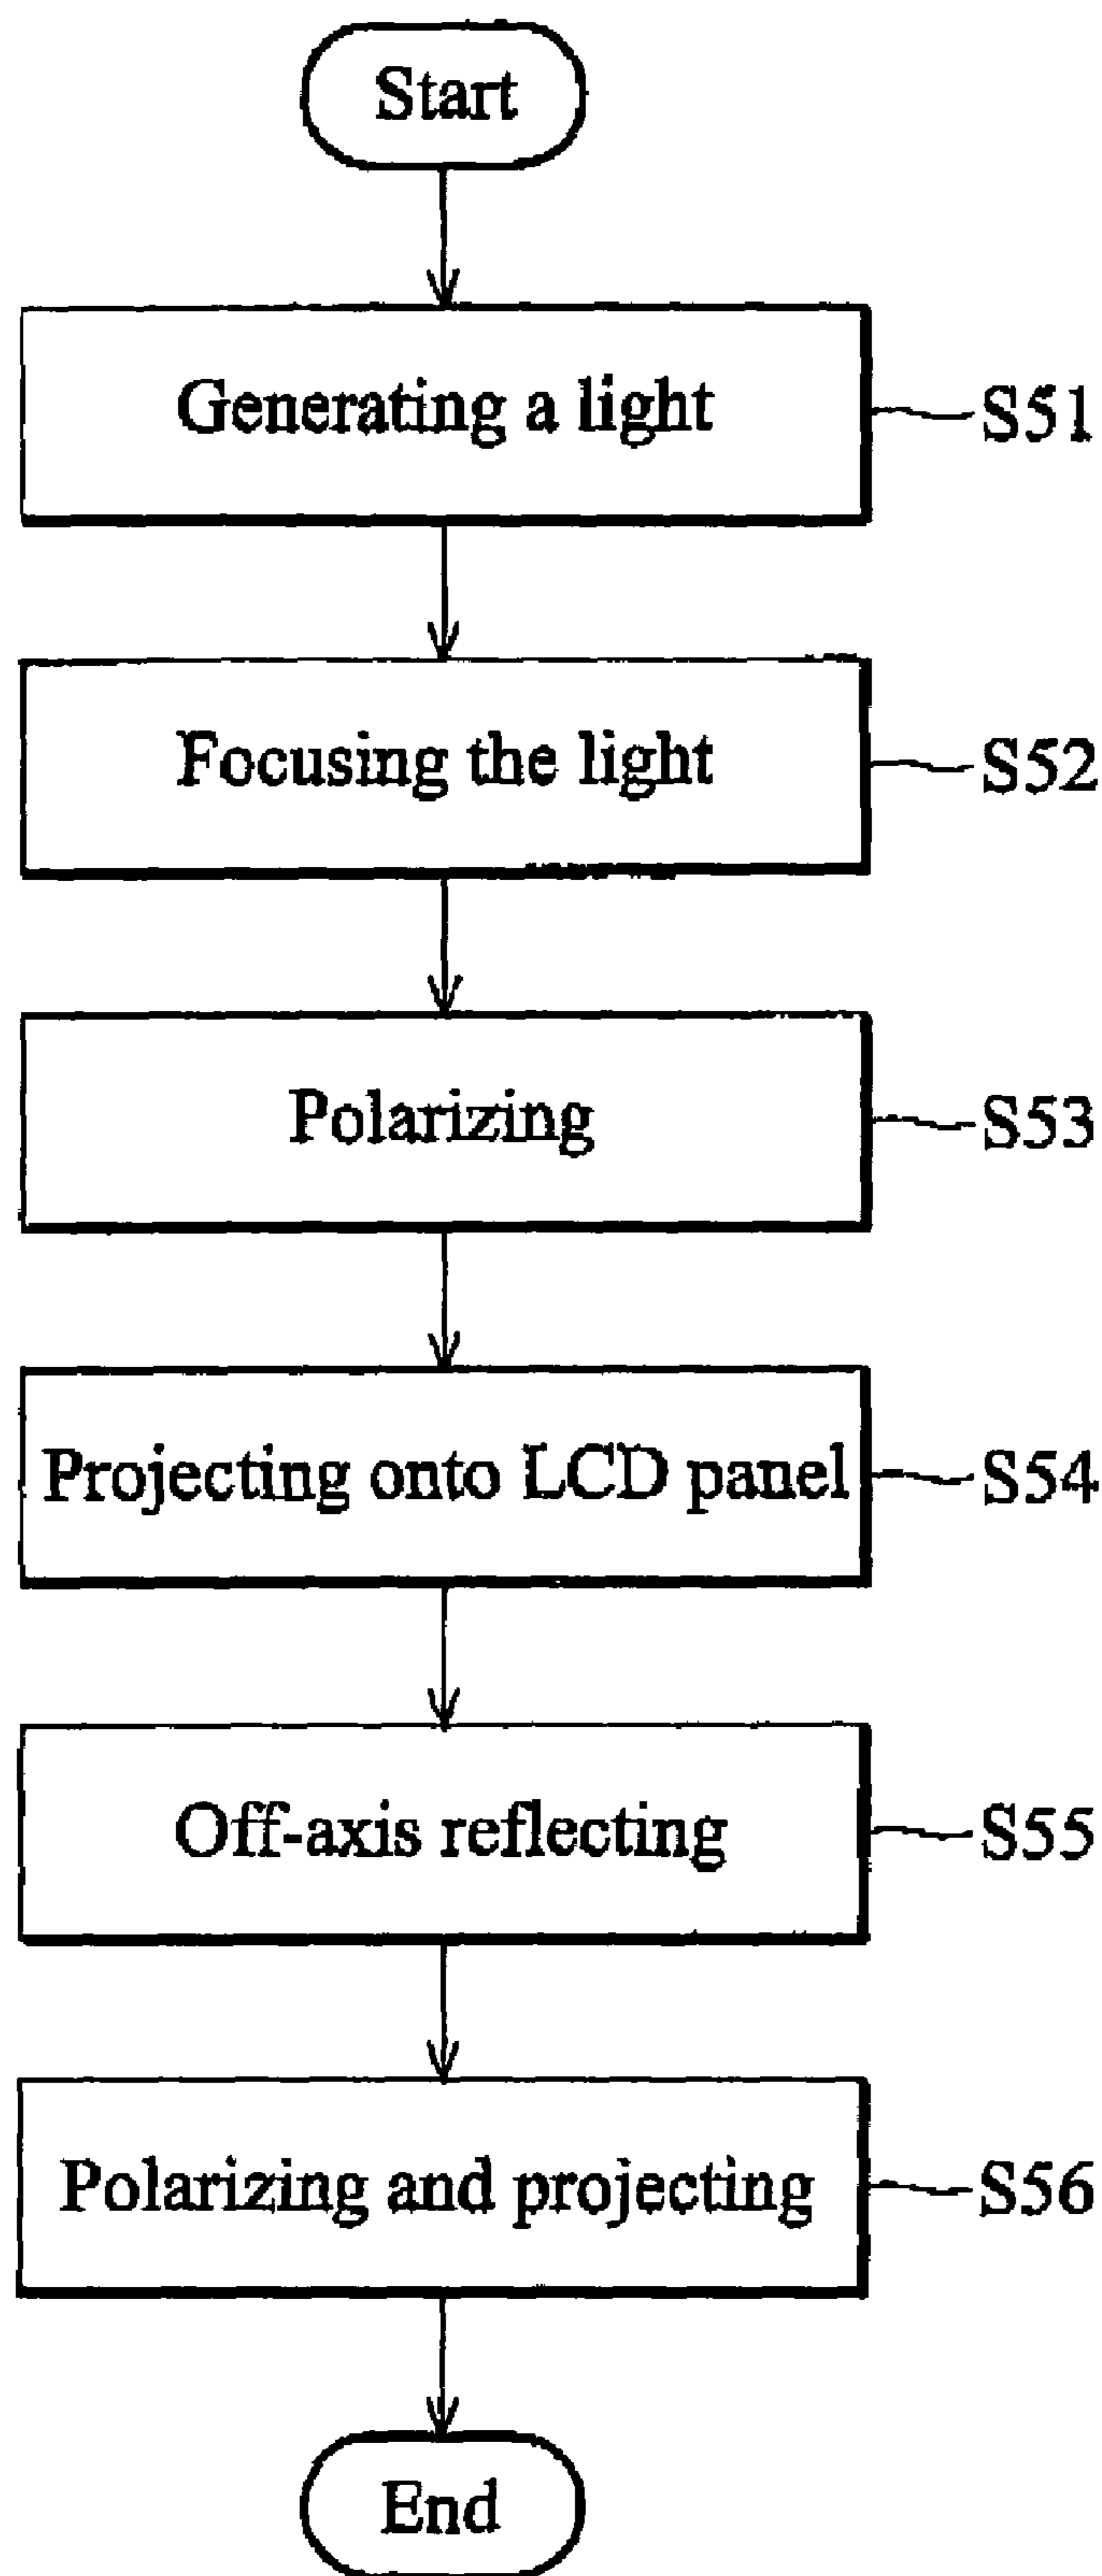 Start
Generating a light
S51
Focusing the light
S52
Polarizing
S53
Projecting onto LCD panel
S54
Off-axis reflecting
S55
Polarizing and projecting
S56
End